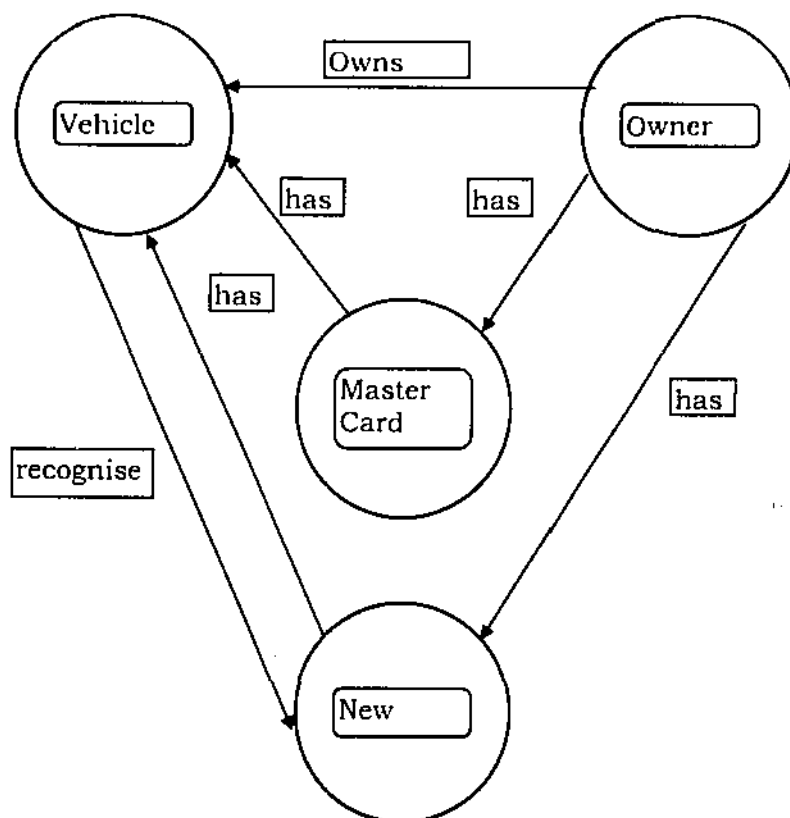 Owns
Vehicle
Owner
has
has
has
Master
Card
has
recognise
New